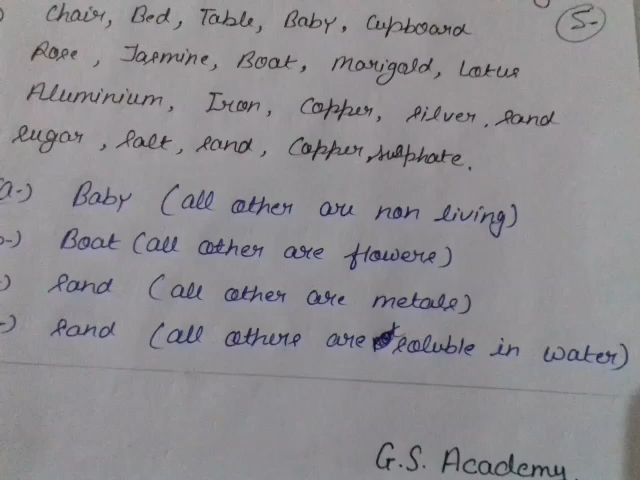 Chair, Bed, Table, Baby, Cupboard
5-
Rose, Jasmine, Boat, Marigold, Lotus
Aluminium, Iron, Copper, silver, sand
sugar, salt, sand, Copper, sulphate.
a-) Baby (all other are non living)
-) Boat (all other are flowers)
-) sand (all other are metals)
-) sand (all others are soluble in water)
G.S. Academy.